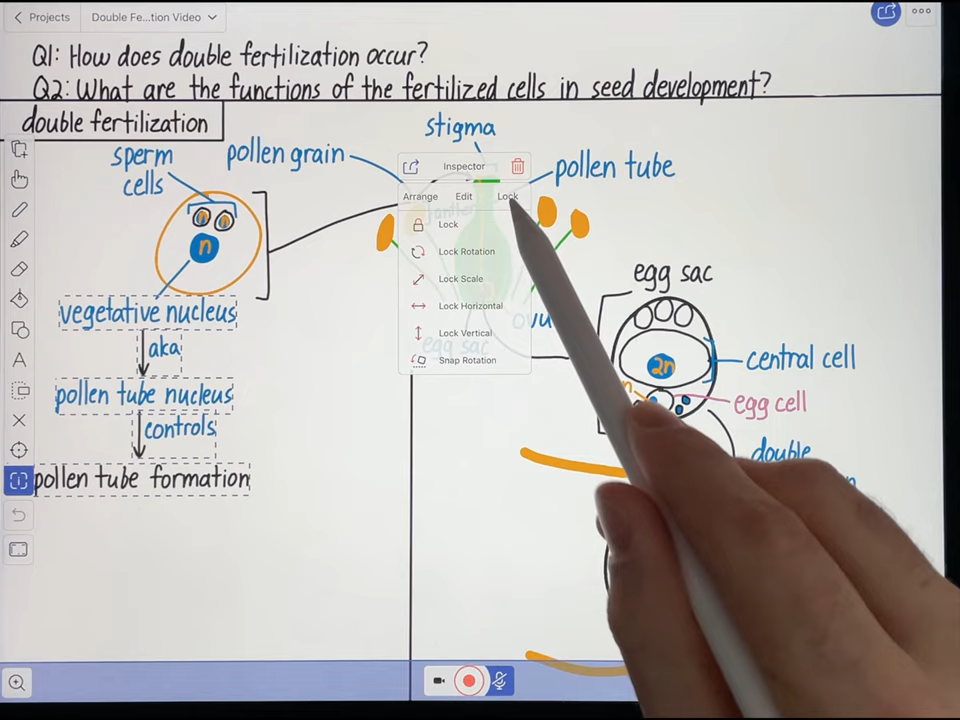 Projects
Double Fe...tion Video
Q1: How does double fertilization occur?
Q2: What are the functions of the fertilized cells in seed development?
double fertilization
stigma
sperm
cells
pollen grain
pollen tube
Inspector
Arrange
Edit
Lock
Lock
Lock Rotation
Lock Scale
Lock Horizontal
Lock Vertical
Snap Rotation
anther
egg sac
n
vegetative nucleus
aka
pollen tube nucleus
controls
pollen tube formation
egg sac
2n
central cell
egg cell
n
double
A